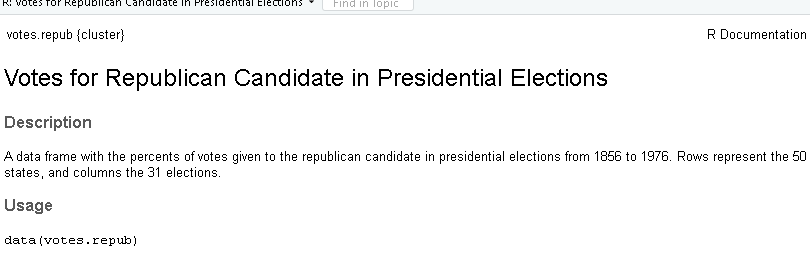 R: Votes for Republican Candidate in Presidential Elections Find in Topic
votes.repub {cluster} R Documentation
Votes for Republican Candidate in Presidential Elections
Description
A data frame with the percents of votes given to the republican candidate in presidential elections from 1856 to 1976. Rows represent the 50
states, and columns the 31 elections.
Usage
data(votes.repub)